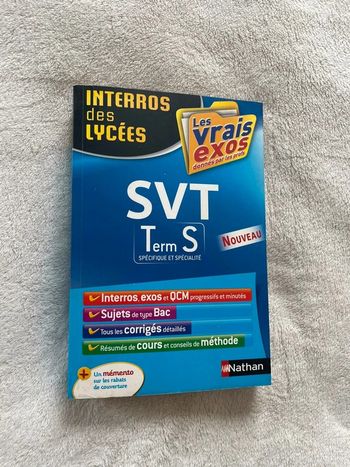 INTERROS
des
LYCÉES
Les
vrais
exos
donnés par les profs
SVT
Term S
SPÉCIFIQUE ET SPÉCIALITÉ
NOUVEAU
Interros, exos et QCM progressifs et minutés
Sujets de type Bac
Tous les corrigés détaillés
Résumés de cours et conseils de méthode
+ Un mémento
sur les rabats
de couverture
Nathan